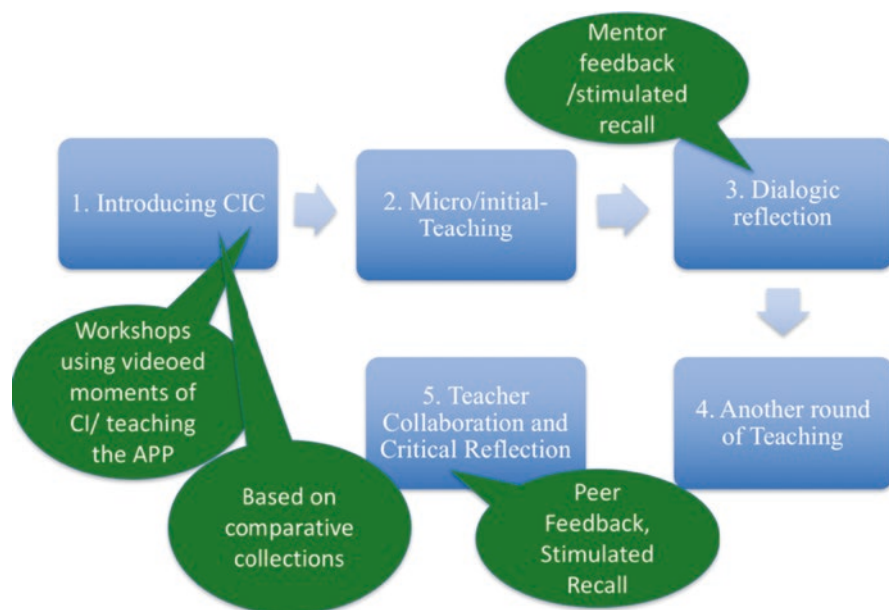 Mentor
feedback
/stimulated
recall
1. Introducing CIC
2. Micro/initial-
Teaching
3. Dialogic
reflection
Workshops
using videoed
moments of
CI/ teaching
the APP
Based on
comparative
collections
5. Teacher
Collaboration and
Critical Reflection
4. Another round
of Teaching
Peer
Feedback,
Stimulated
Recall